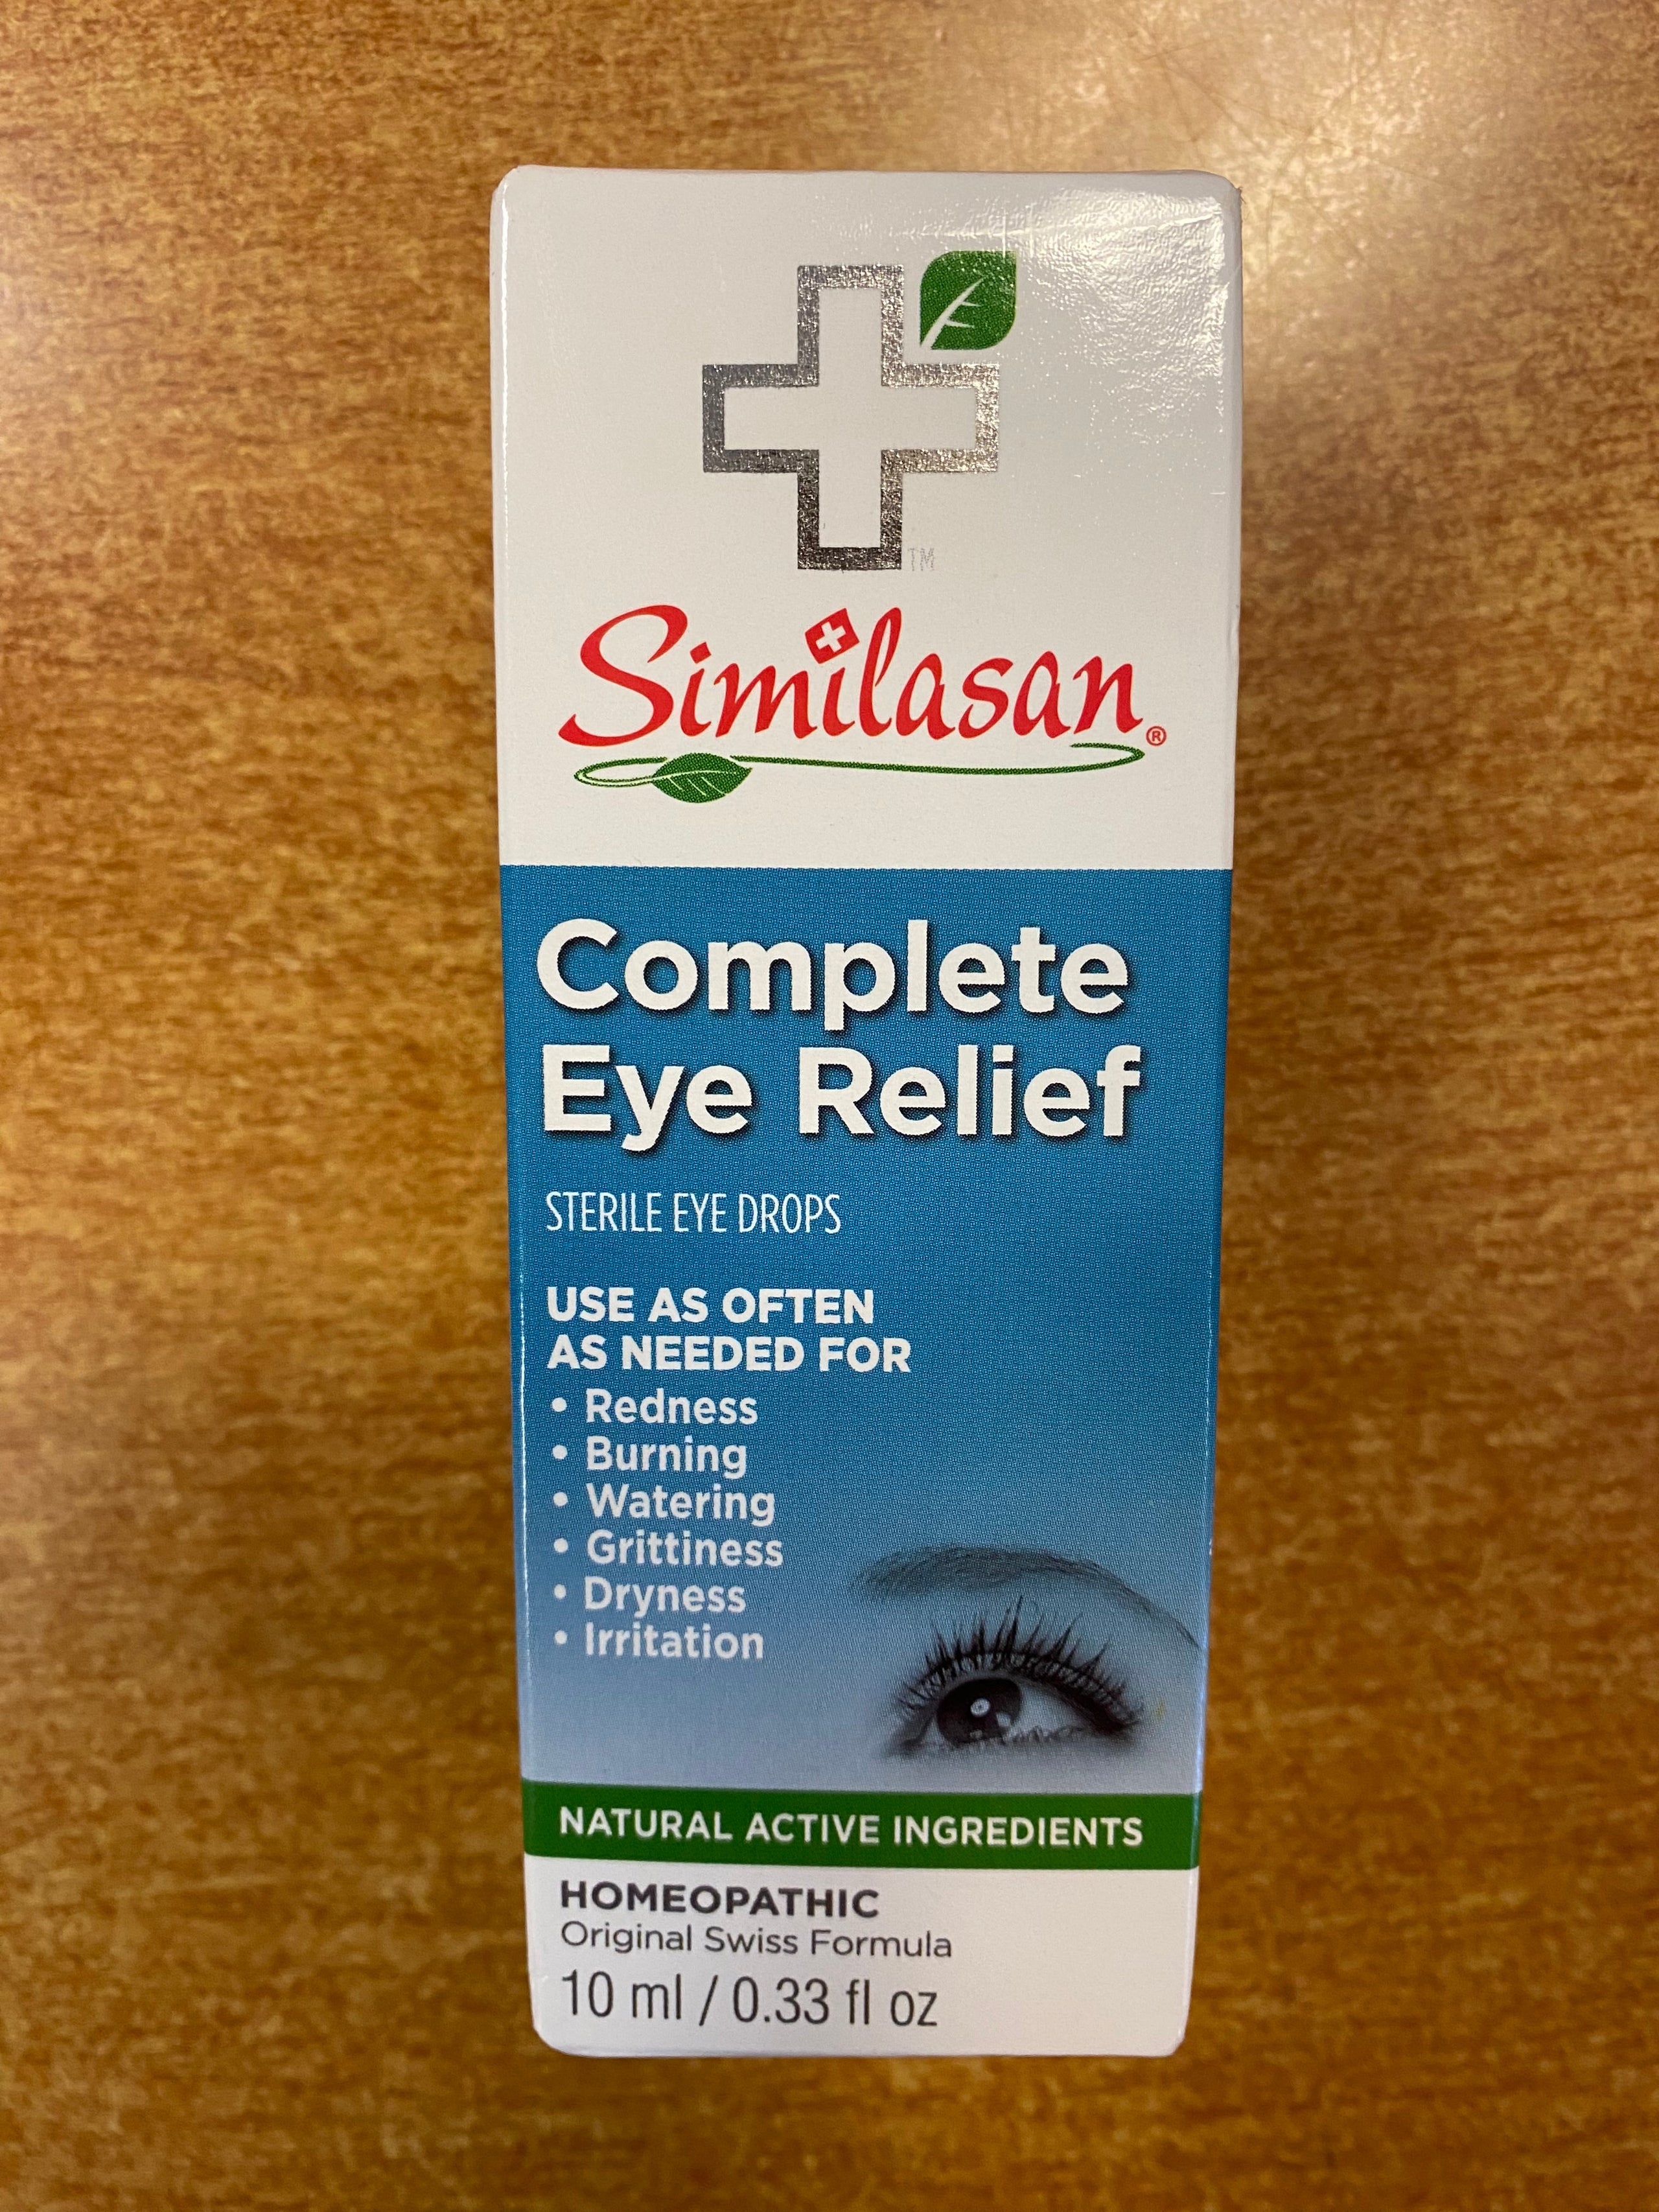 TM
Similasan®
Complete
Eye Relief
STERILE EYE DROPS
USE AS OFTEN
AS NEEDED FOR
• Redness
• Burning
• Watering
• Grittiness
• Dryness
• Irritation
NATURAL ACTIVE INGREDIENTS
HOMEOPATHIC
Original Swiss Formula
10 ml / 0.33 fl oz